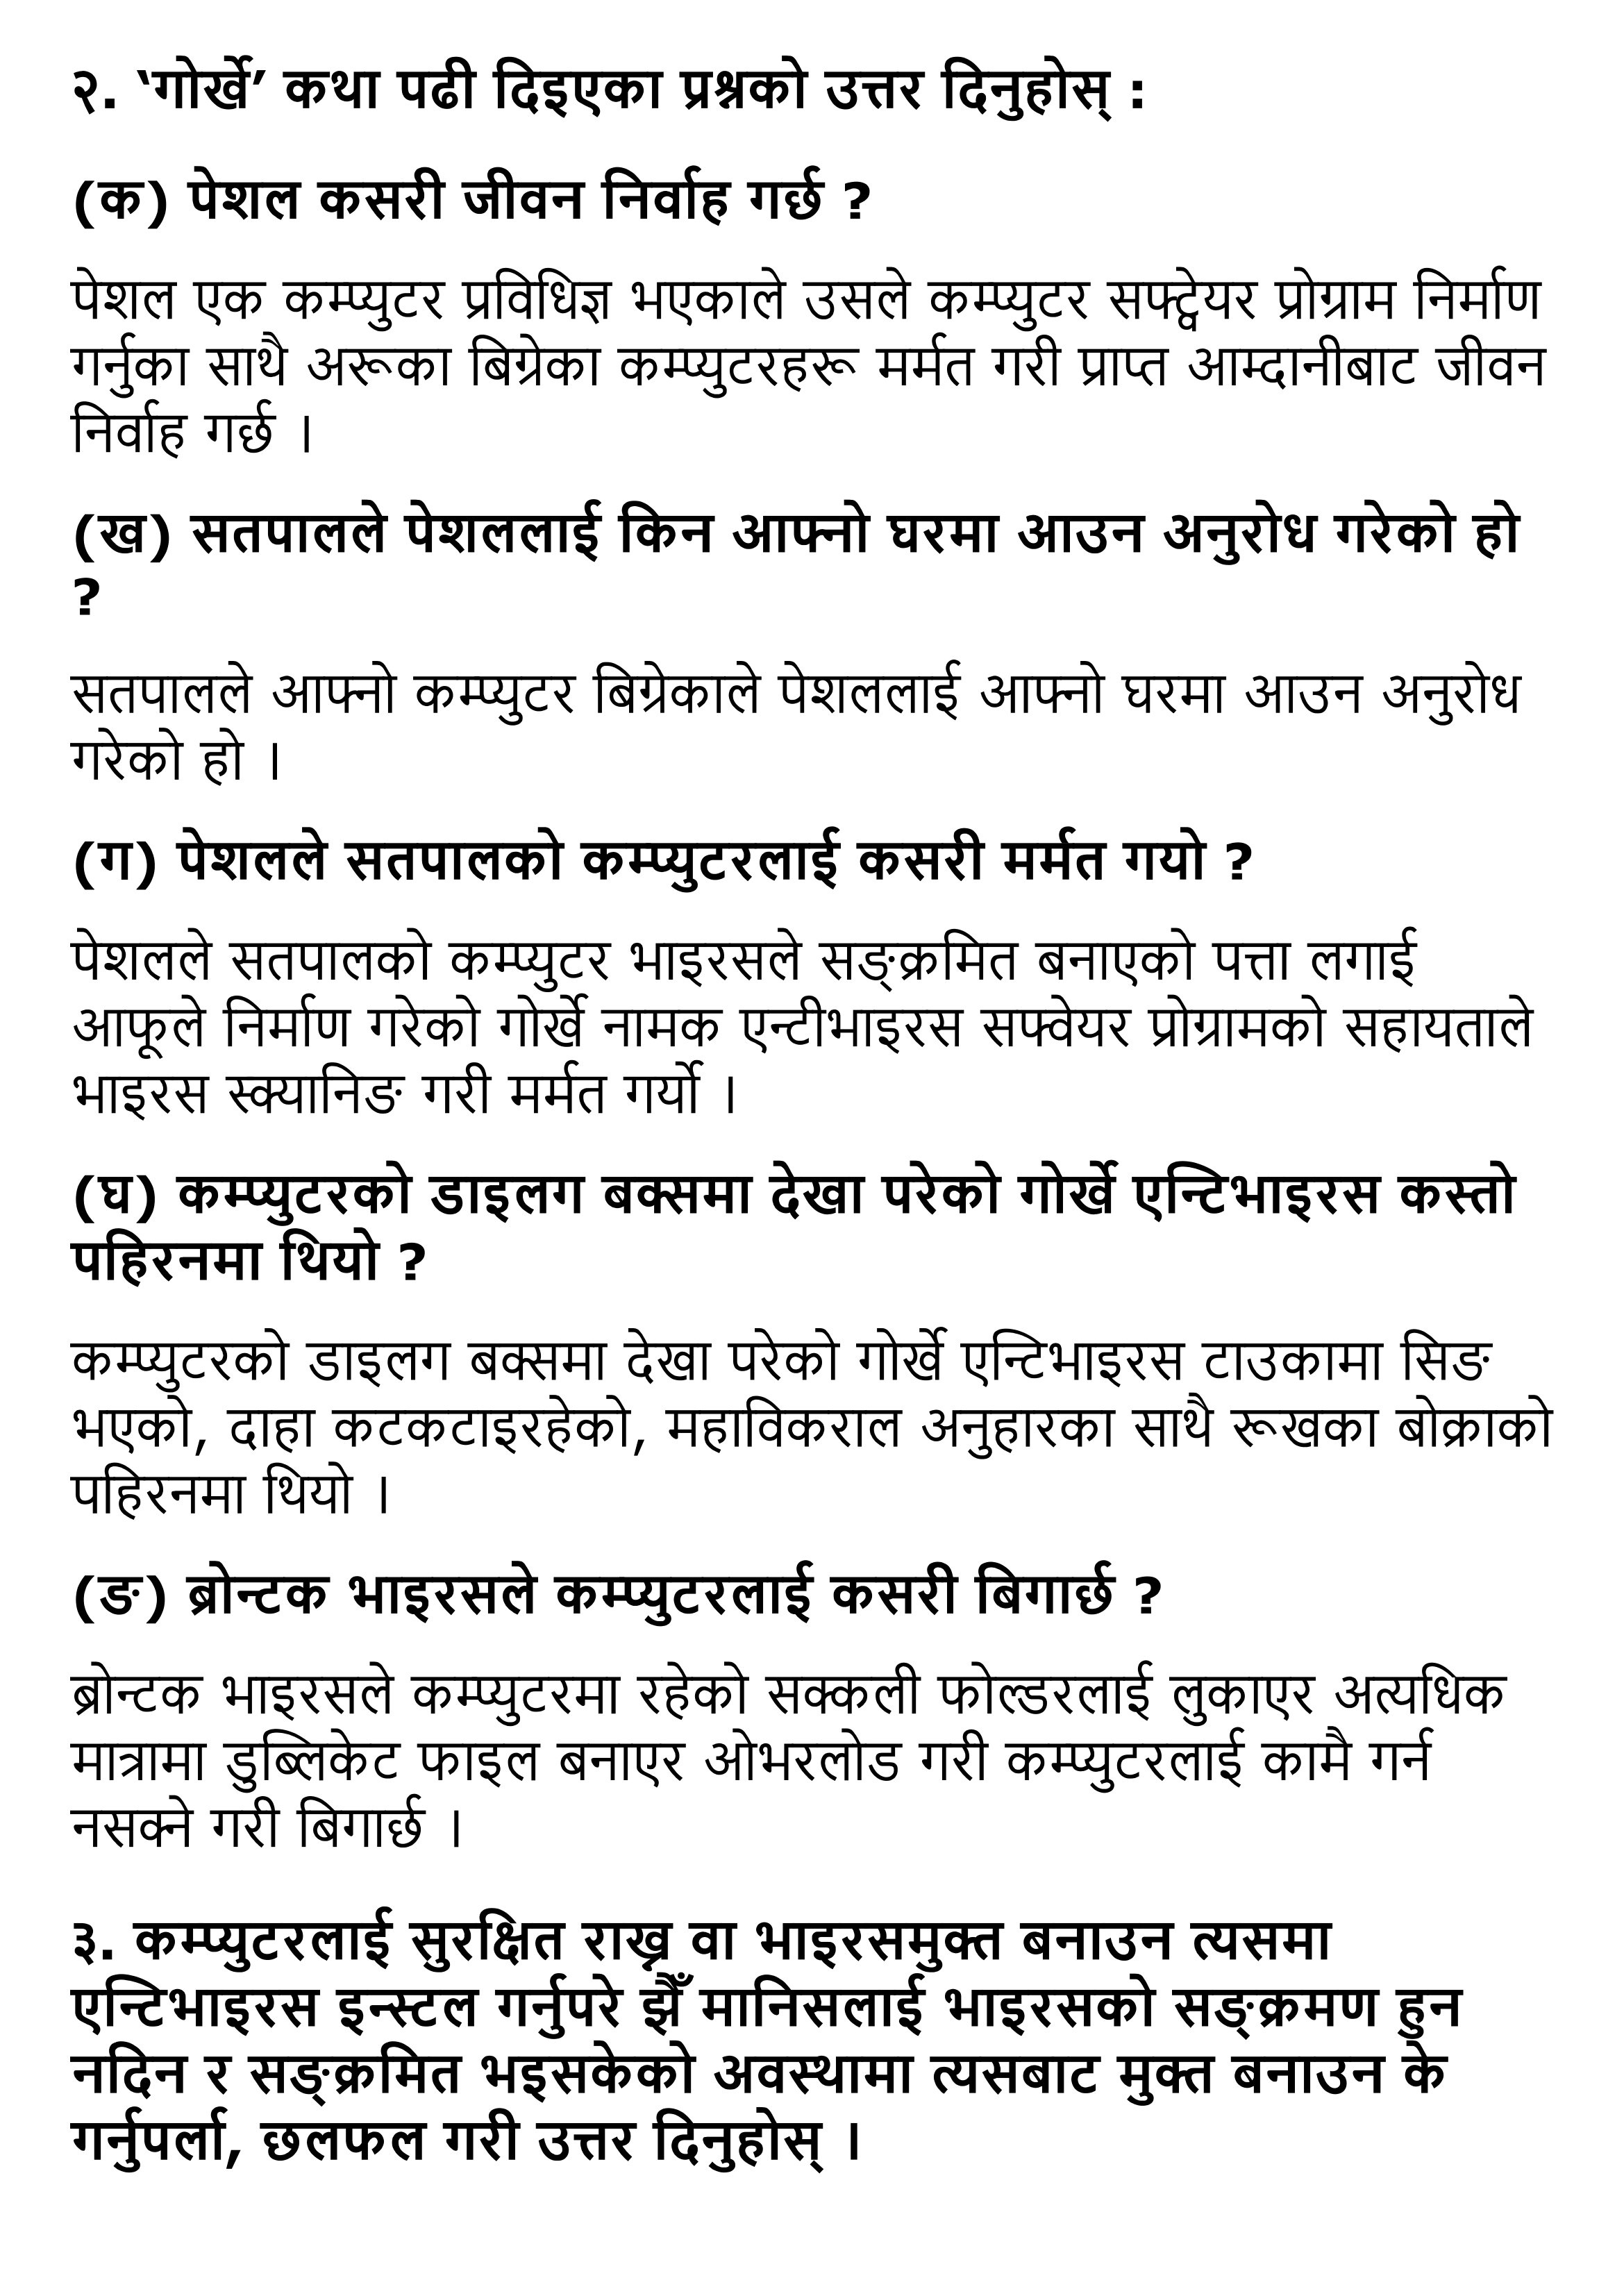 २. ‘गोर्खे’ कथा पढी दिइएका प्रश्नको उत्तर दिनुहोस् :
(क) पेशल कसरी जीवन निर्वाह गर्छ ?
पेशल एक कम्प्युटर प्रविधिज्ञ भएकाले उसले कम्प्युटर सफ्ट्वेयर प्रोग्राम निर्माण
गर्नुका साथै अरूका बिग्रेका कम्प्युटरहरू मर्मत गरी प्राप्त आम्दानीबाट जीवन
निर्वाह गर्छ ।
(ख) सतपालले पेशललाई किन आफ्नो घरमा आउन अनुरोध गरेको हो
?
सतपालले आफ्नो कम्प्युटर बिग्रेकाले पेशललाई आफ्नो घरमा आउन अनुरोध
गरेको हो ।
(ग) पेशलले सतपालको कम्प्युटरलाई कसरी मर्मत गयो ?
पेशलले सतपालको कम्प्युटर भाइरसले सङ्क्रमित बनाएको पत्ता लगाई
आफूले निर्माण गरेको गोर्खे नामक एन्टीभाइरस सफ्वेयर प्रोग्रामको सहायताले
भाइरस स्क्यानिङ गरी मर्मत गर्यो ।
(घ) कम्प्युटरको डाइलग बक्समा देखा परेको गोर्खे एन्टिभाइरस कस्तो
पहिरनमा थियो ?
कम्प्युटरको डाइलग बक्समा देखा परेको गोर्खे एन्टिभाइरस टाउकामा सिङ
भएको, दाहा कटकटाइरहेको, महाविकराल अनुहारका साथै रूखका बोक्राको
पहिरनमा थियो ।
(ङ) ब्रोन्टक भाइरसले कम्प्युटरलाई कसरी बिगार्छ ?
ब्रोन्टक भाइरसले कम्प्युटरमा रहेको सक्कली फोल्डरलाई लुकाएर अत्यधिक
मात्रामा डुब्लिकेट फाइल बनाएर ओभरलोड गरी कम्प्युटरलाई कामै गर्न
नसक्ने गरी बिगार्छ ।
३. कम्प्युटरलाई सुरक्षित राख्न वा भाइरसमुक्त बनाउन त्यसमा
एन्टिभाइरस इन्स्टल गर्नुपरे झैँ मानिसलाई भाइरसको सङ्क्रमण हुन
नदिन र सङ्क्रमित भइसकेको अवस्थामा त्यसबाट मुक्त बनाउन के
गर्नुपर्ला, छलफल गरी उत्तर दिनुहोस् ।